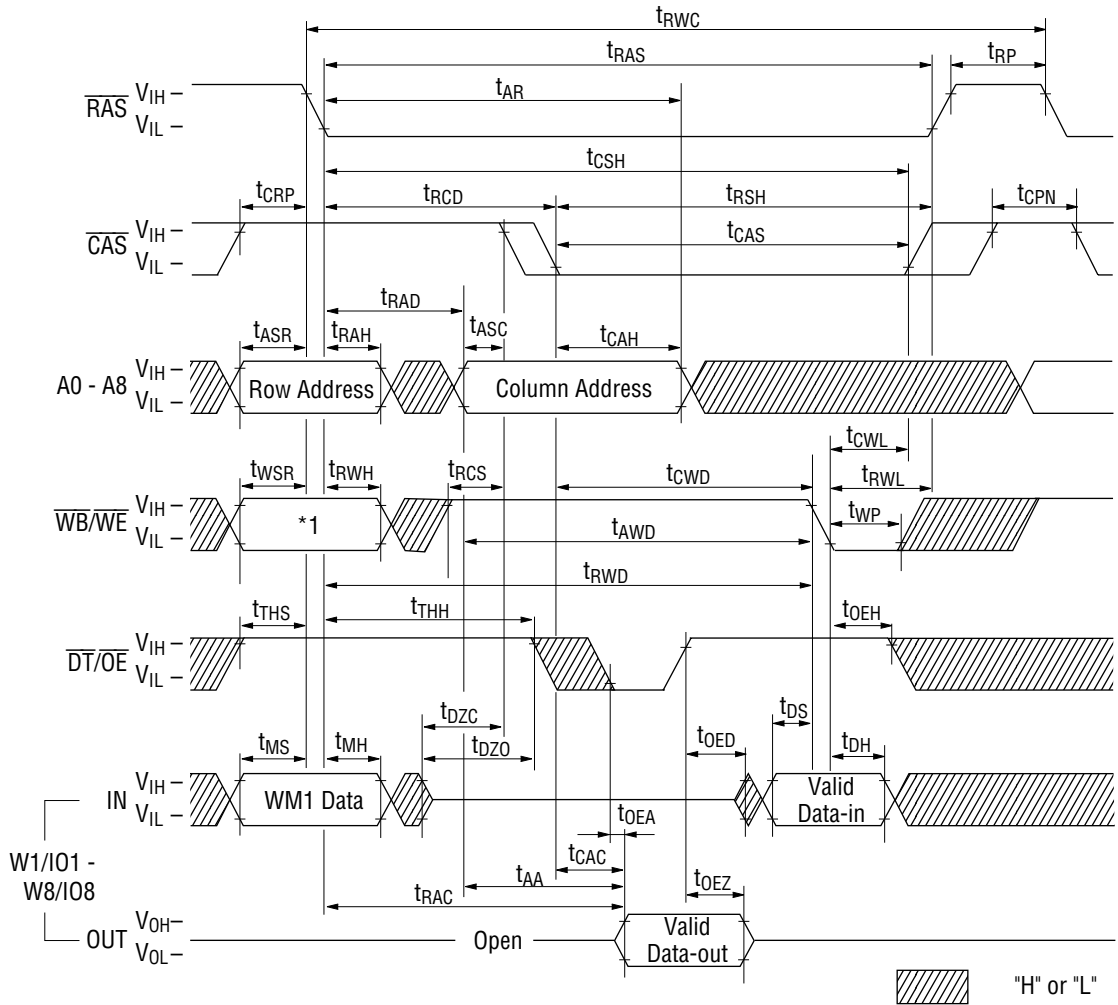 tRWC
tRAS
tRP
tAR
RAS
VIH
VIL
tCSH
tCRP
tRCD
tRSH
tCPN
CAS
VIH
VIL
tCAS
tRAD
tASR
tRAH
tASC
tCAH
A0 - A8
VIH
VIL
Row Address
Column Address
tCWL
tWSR
tRWH
tRCS
tCWD
tRWL
WB/WE
VIH
VIL
*1
tAWD
tWP
tRWD
tTHS
tTHH
tOEH
DT/OE
VIH
VIL
tDZC
tDS
tMS
tMH
tDZO
tOED
tDH
IN
VIH
VIL
WM1 Data
Valid
Data-in
tOEA
W1/IO1 -
W8/IO8
tCAC
tAA
tOEZ
tRAC
OUT
VOH
VOL
Open
Valid
Data-out
"H" or "L"